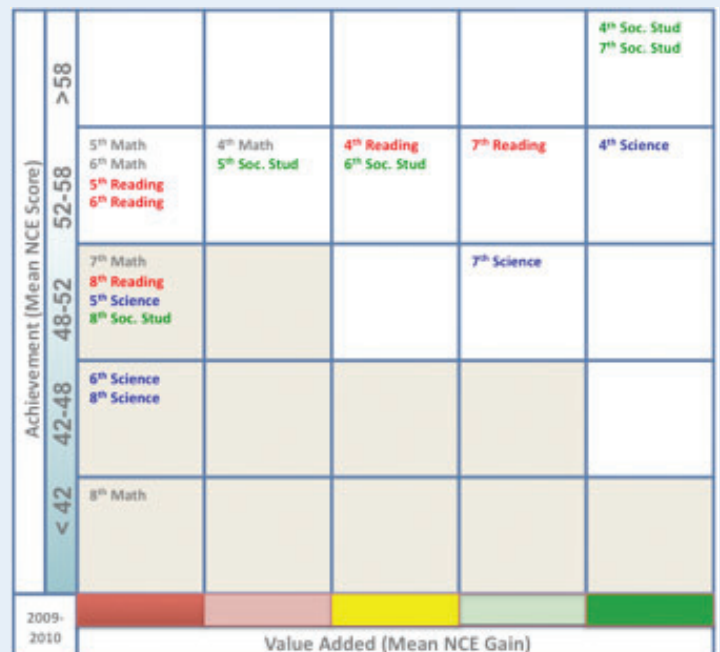 Achievement (Mean NCE Score)
>58
4th Soc. Stud
7th Soc. Stud
52-58
5th Math
6th Math
5th Reading
6th Reading
4th Math
5th Soc. Stud
4th Reading
6th Soc. Stud
7th Reading
4th Science
48-52
7th Math
8th Reading
5th Science
8th Soc. Stud
7th Science
42-48
6th Science
8th Science
< 42
8th Math
2009-
2010
Value Added (Mean NCE Gain)